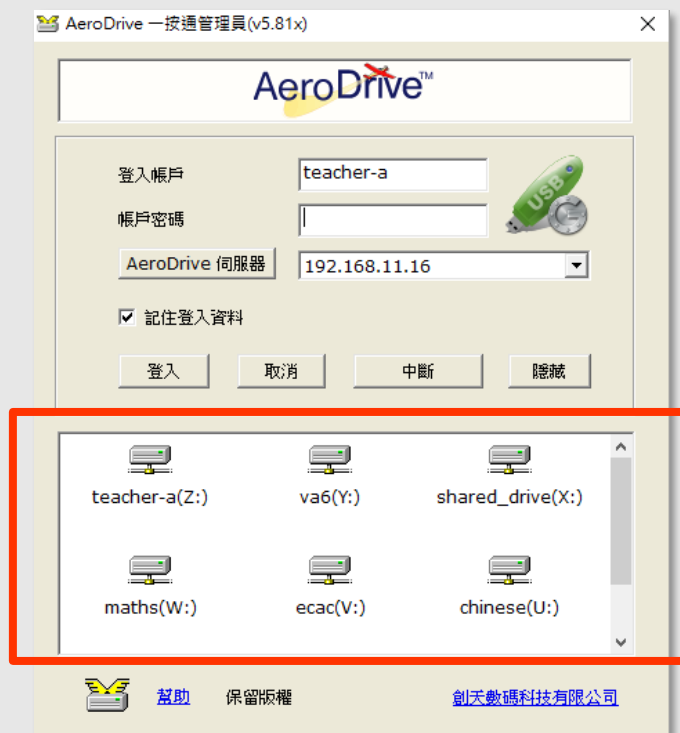 AeroDrive 一按通管理員(v5.81x)
AeroDrive™
登入帳戶 teacher-a
USB
帳戶密碼
AeroDrive 伺服器 192.168.11.16
記住登入資料
登入 取消 中斷 隱藏
teacher-a(Z:) va6(Y:) shared_drive(X:)
maths(W:) ecac(V:) chinese(U:)
幫助 保留版權 創天數碼科技有限公司